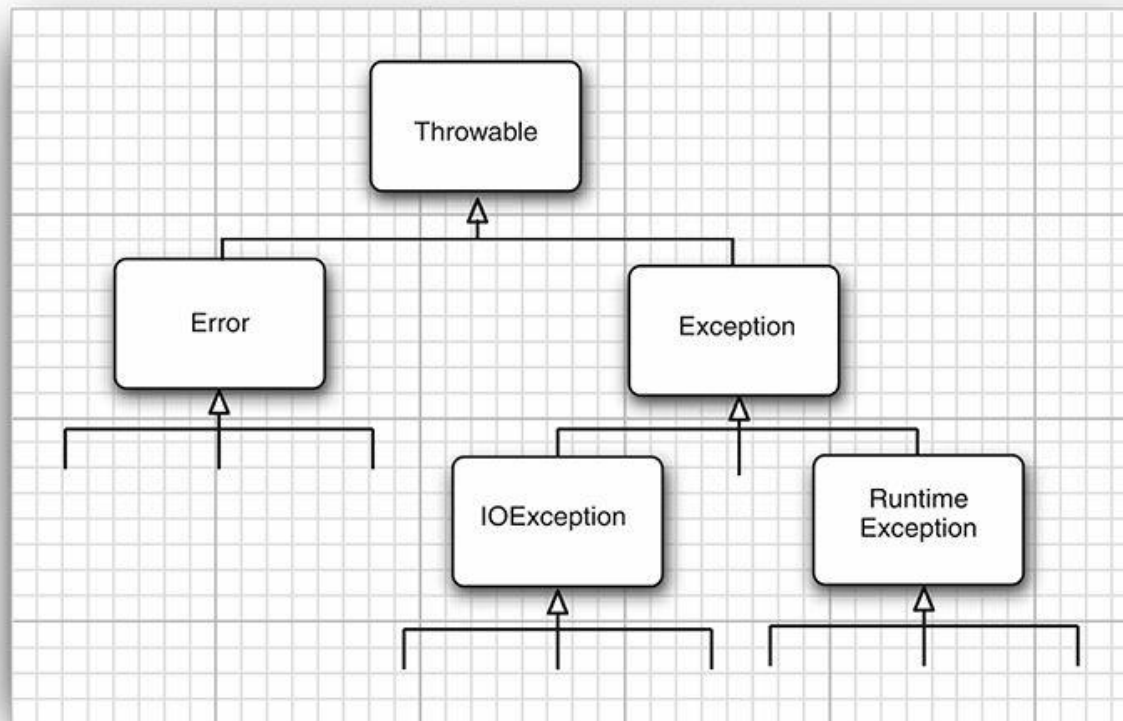 Throwable
Error
Exception
IOException
Runtime
Exception